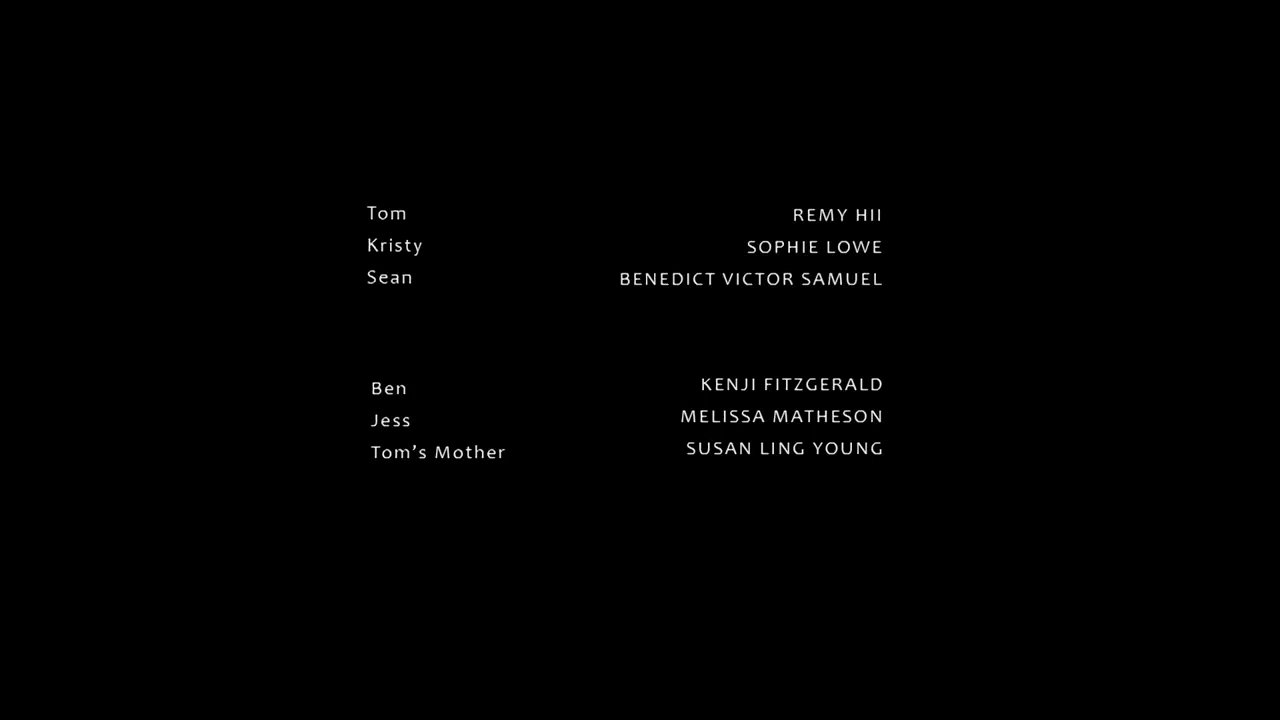 Tom REMY HII
Kristy SOPHIE LOWE
Sean BENEDICT VICTOR SAMUEL
Ben KENJI FITZGERALD
Jess MELISSA MATHESON
Tom’s Mother SUSAN LING YOUNG